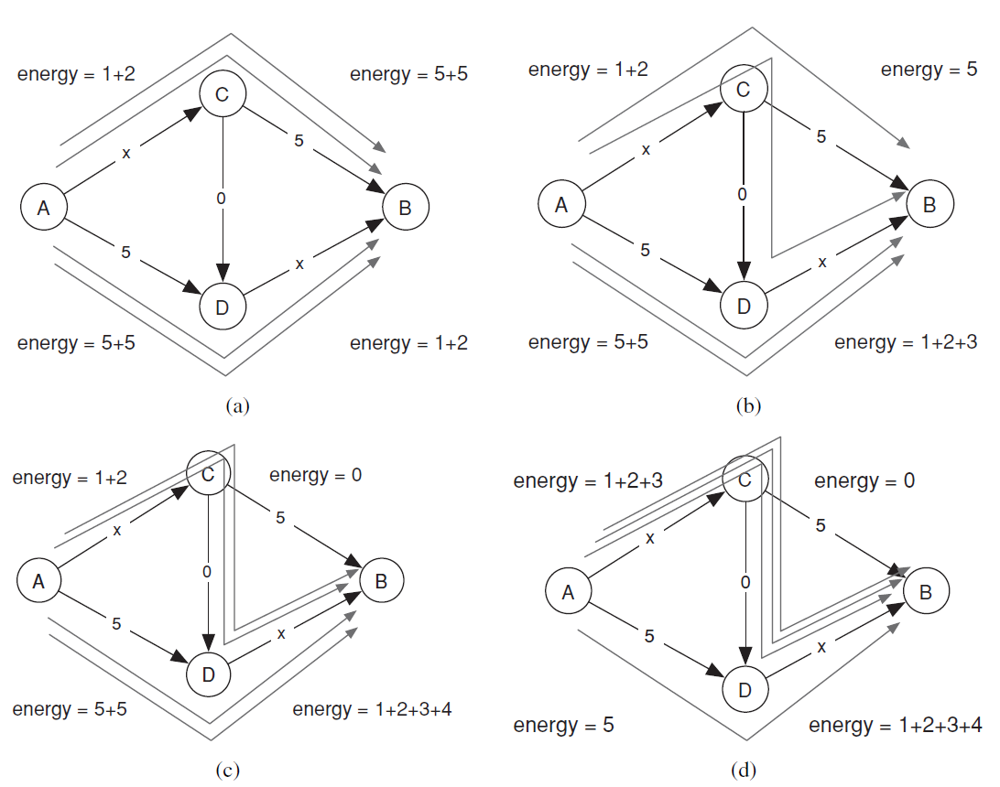 energy = 1+2
energy = 5+5
C
x
5
A
0
B
5
x
D
energy = 5+5
energy = 1+2
(a)
energy = 1+2
energy = 5
C
x
5
A
0
B
5
x
D
energy = 5+5
energy = 1+2+3
(b)
energy = 1+2
C
energy = 0
x
5
A
0
B
5
x
D
energy = 5+5
energy = 1+2+3+4
(c)
energy = 1+2+3
C
energy = 0
x
5
A
0
B
5
x
D
energy = 5
energy = 1+2+3+4
(d)